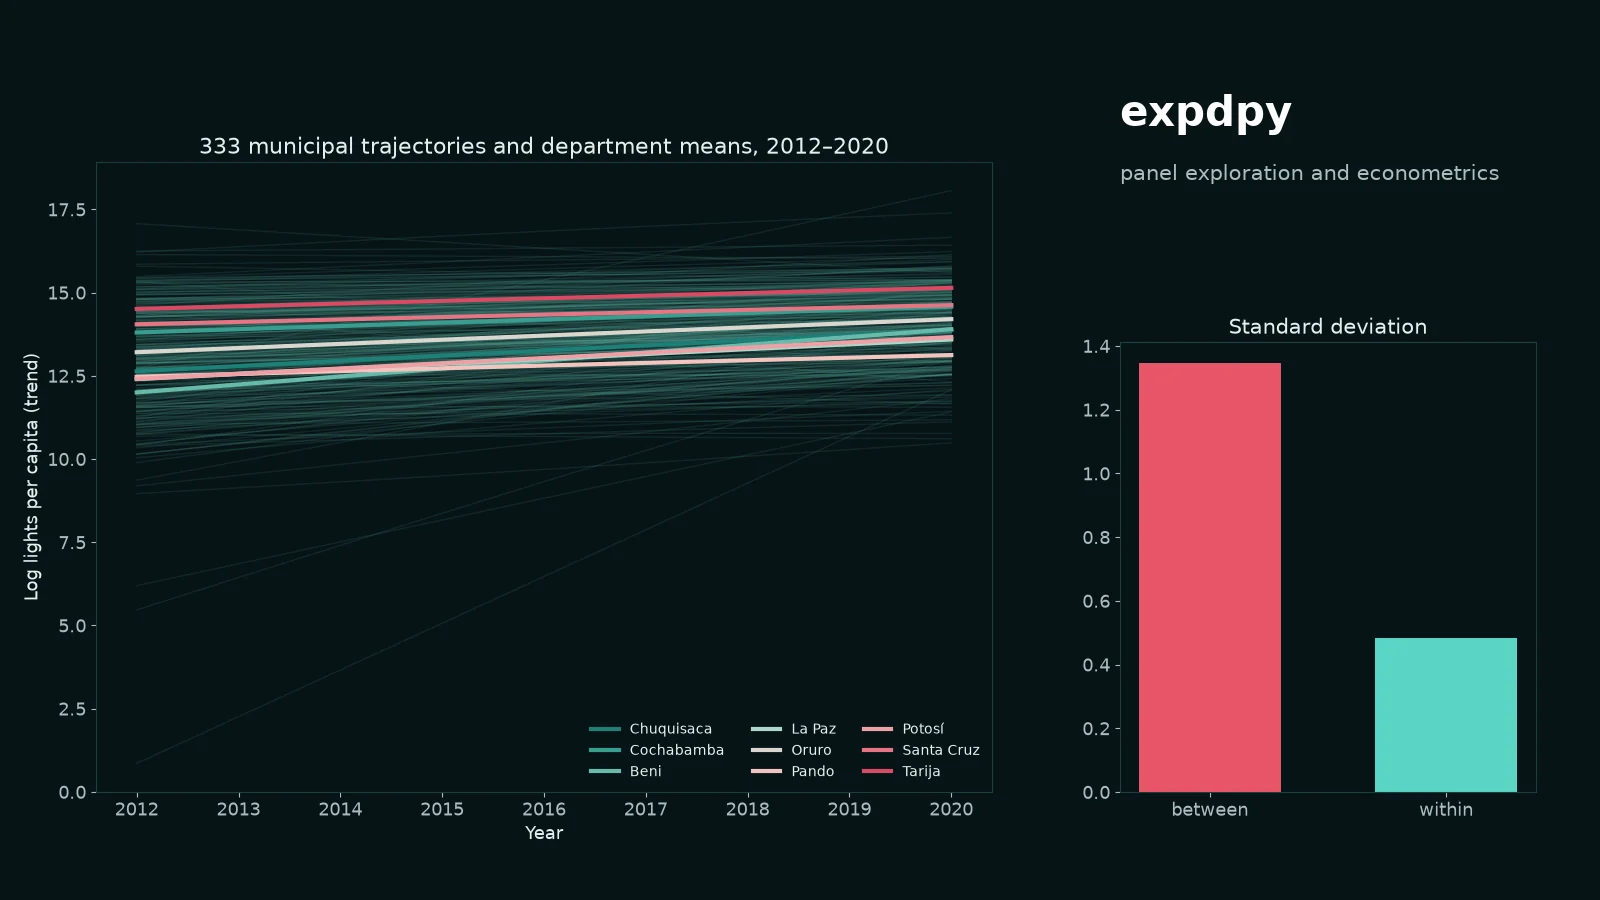 expdpy
panel exploration and econometrics
333 municipal trajectories and department means, 2012–2020
Log lights per capita (trend)
17.5
15.0
12.5
10.0
7.5
5.0
2.5
0.0
Chuquisaca
Cochabamba
Beni
La Paz
Oruro
Pando
Potosí
Santa Cruz
Tarija
2012 2013 2014 2015 2016 2017 2018 2019 2020
Year
Standard deviation
1.4
1.2
1.0
0.8
0.6
0.4
0.2
0.0
between within